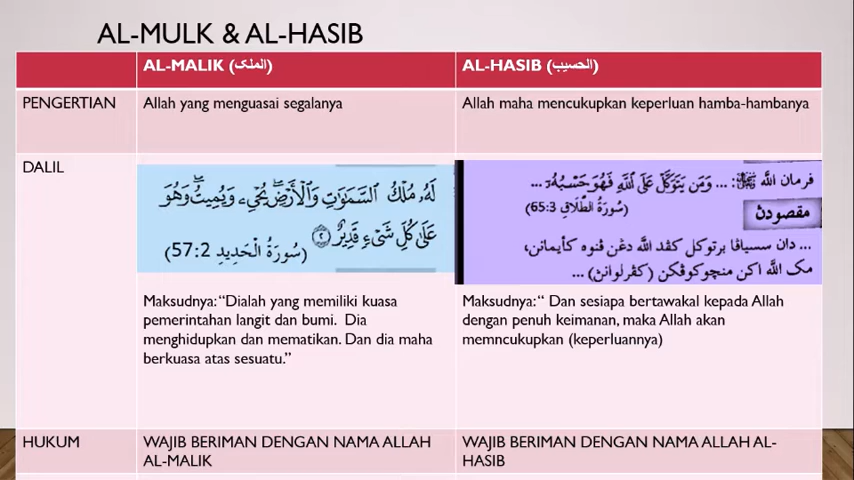 AL-MULK & AL-HASIB
AL-MALIK (الملك)
AL-HASIB (الحصيب)
PENGERTIAN
Allah yang menguasai segalanya
Allah maha mencukupkan keperluan hamba-hambanya
DALIL
لَهُۥ مُلْكُ ٱلسَّمَـٰوَٰتِ وَٱلْأَرْضِۖ يُحْىِۦ وَيُمِيتُۖ وَهُوَ
عَلَىٰ كُلِّ شَىْءٍۢ قَدِيرٌ ٢
(سُورَةُ الْحَدِيدِ 57:2)
Maksudnya: “Dialah yang memiliki kuasa
pemerintahan langit dan bumi. Dia
menghidupkan dan mematikan. Dan dia maha
berkuasa atas sesuatu.”
فرمان الله ﷻ: ... وَمَن يَتَوَكَّلْ عَلَى ٱللَّهِ فَهُوَ حَسْبُهُۥٓ ...
(سُورَةُ الطَّلَاقِ 65:3)
مقصودڽ
... دان سسياڤا برتوكل كڤد الله دڠن ڤنوه كأيمانن،
مک الله اكن منچوكوڤكن (كڤرلوانڽ) ...
Maksudnya: “ Dan sesiapa bertawakal kepada Allah
dengan penuh keimanan, maka Allah akan
memncukupkan (keperluannya)
HUKUM
WAJIB BERIMAN DENGAN NAMA ALLAH
AL-MALIK
WAJIB BERIMAN DENGAN NAMA ALLAH AL-
HASIB